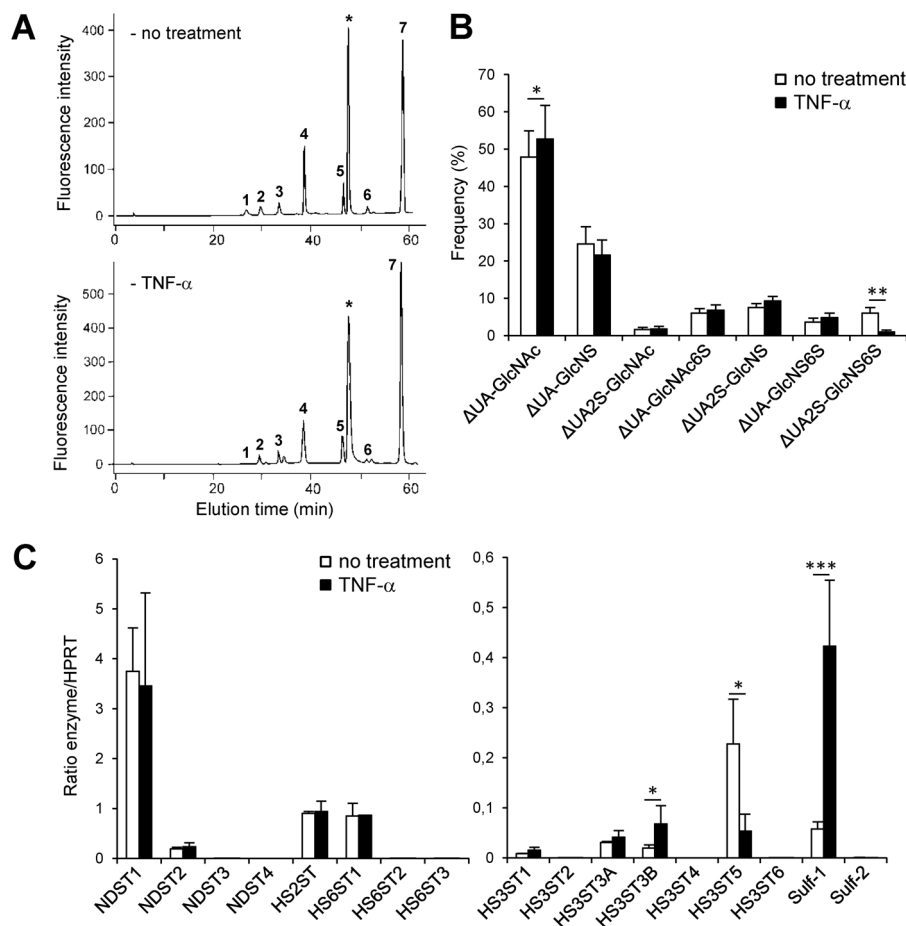 A
- no treatment
Fluorescence intensity
400
300
200
100
0
1
2
3
4
5
*
6
7
0
20
40
60
- TNF-α
Fluorescence intensity
500
400
300
200
100
0
1
2
3
4
5
*
6
7
0
20
40
60
Elution time (min)
B
no treatment
TNF-α
Frequency (%)
70
60
50
40
30
20
10
0
*
**
ΔUA-GlcNAc
ΔUA-GlcNS
ΔUA2S-GlcNAc
ΔUA-GlcNAc6S
ΔUA2S-GlcNS
ΔUA-GlcNS6S
ΔUA2S-GlcNS6S
C
no treatment
TNF-α
Ratio enzyme/HPRT
6
5
4
3
2
1
0
NDST1
NDST2
NDST3
NDST4
HS2ST
HS6ST1
HS6ST2
HS6ST3
0,6
0,5
0,4
0,3
0,2
0,1
0
*
*
***
HS3ST1
HS3ST2
HS3ST3A
HS3ST3B
HS3ST4
HS3ST5
HS3ST6
Sulf-1
Sulf-2